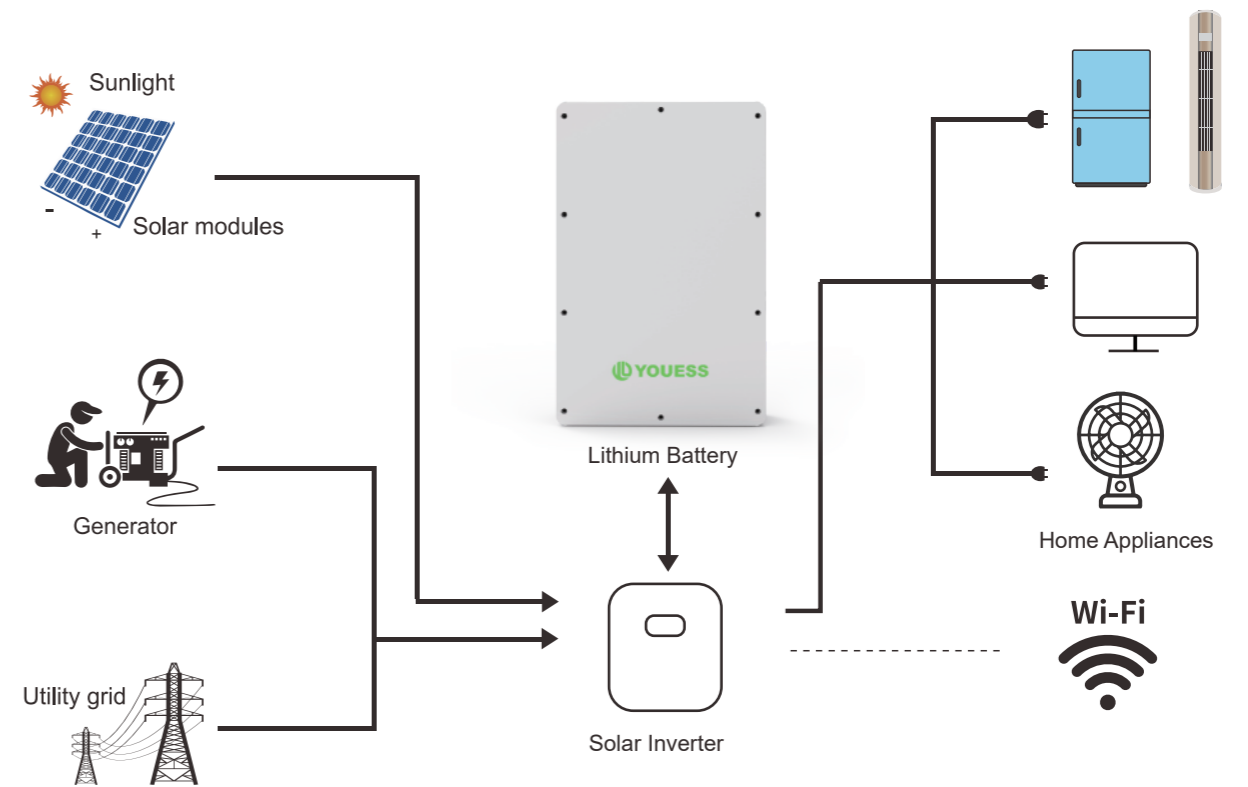 Sunlight
-
+
Solar modules
Generator
Utility grid
YOUESS
Lithium Battery
Solar Inverter
Home Appliances
Wi-Fi